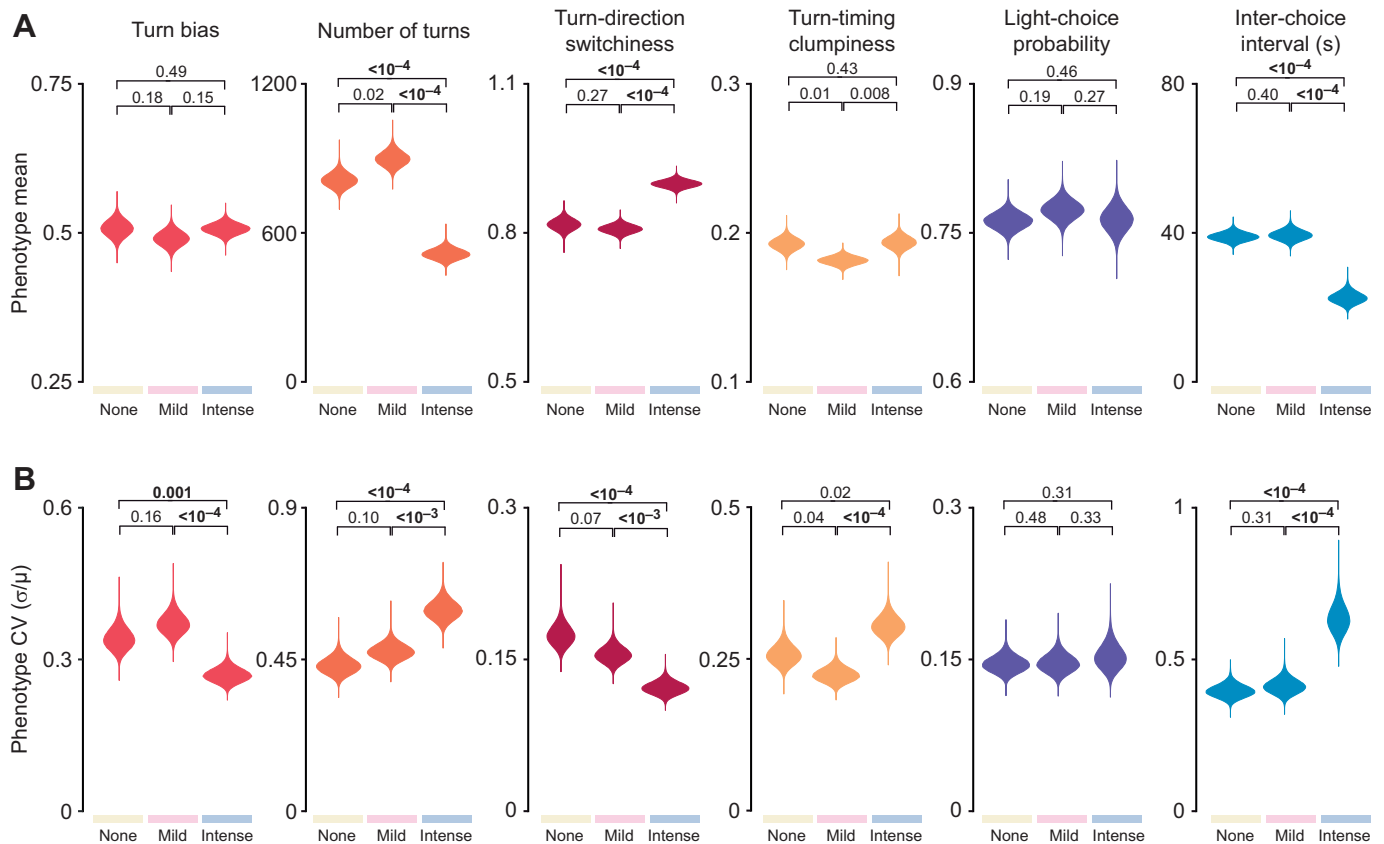 A
Turn bias
Number of turns
Turn-direction
switchiness
Turn-timing
clumpiness
Light-choice
probability
Inter-choice
interval (s)
Phenotype mean
0.75
0.5
0.25
0.49
0.18
0.15
None Mild Intense
1200
600
0
<10–4
0.02
<10–4
None Mild Intense
1.1
0.8
0.5
<10–4
0.27
<10–4
None Mild Intense
0.3
0.2
0.1
0.43
0.01
0.008
None Mild Intense
0.9
0.75
0.6
0.46
0.19
0.27
None Mild Intense
80
40
0
<10–4
0.40
<10–4
None Mild Intense
B
Phenotype CV (σ/μ)
0.6
0.3
0
0.001
0.16
<10–4
None Mild Intense
0.9
0.45
0
<10–4
0.10
<10–3
None Mild Intense
0.3
0.15
0
<10–4
0.07
<10–3
None Mild Intense
0.5
0.25
0
0.02
0.04
<10–4
None Mild Intense
0.3
0.15
0
0.31
0.48
0.33
None Mild Intense
1
0.5
0
<10–4
0.31
<10–4
None Mild Intense